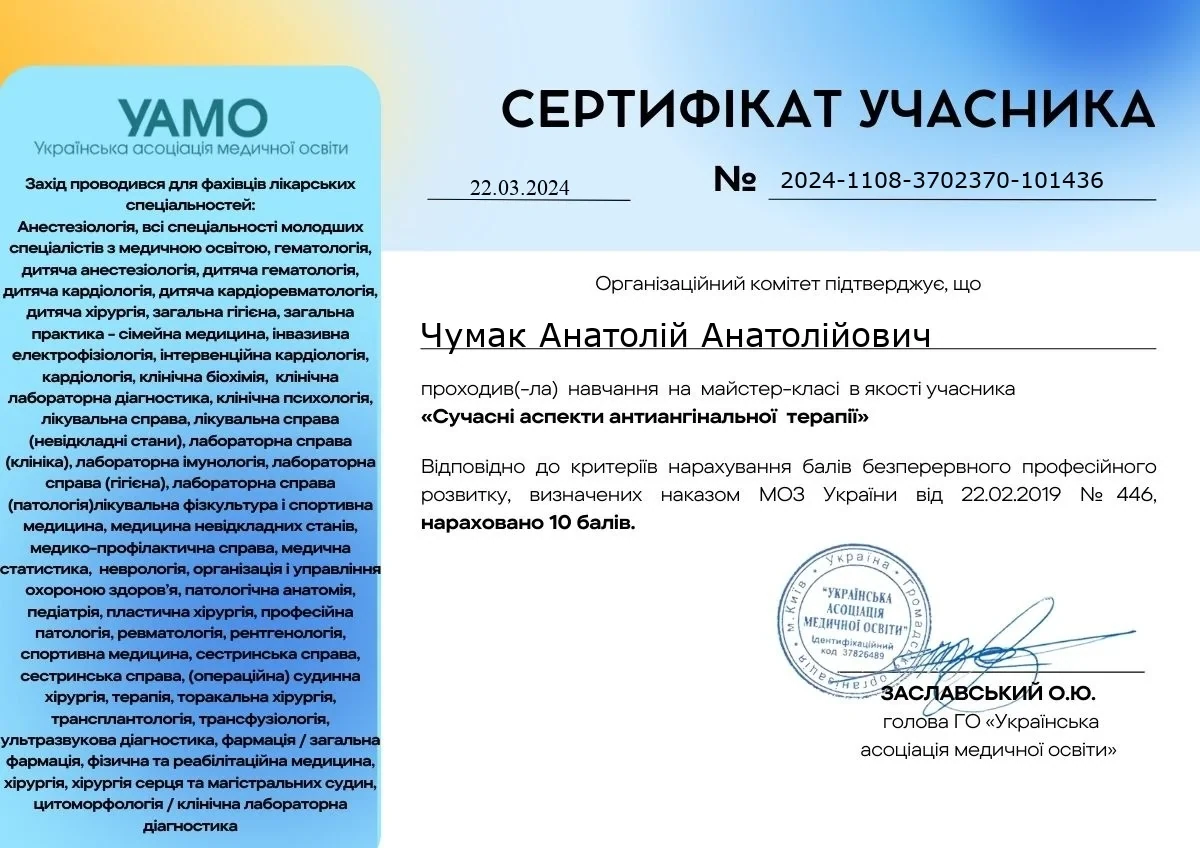 УАМО
Українська асоціація медичної освіти
Захід проводився для фахівців лікарських
спеціальностей:
Анестезіологія, всі спеціальності молодших
спеціалістів з медичною освітою, гематологія,
дитяча анестезіологія, дитяча гематологія,
дитяча кардіологія, дитяча кардіоревматологія,
дитяча хірургія, загальна гігієна, загальна
практика – сімейна медицина, інвазивна
електрофізіологія, інтервенційна кардіологія,
кардіологія, клінічна біохімія, клінічна
лабораторна діагностика, клінічна психологія,
лікувальна справа, лікувальна справа
(невідкладні стани), лабораторна справа
(клініка), лабораторна імунологія, лабораторна
справа (гігієна), лабораторна справа
(патологія)лікувальна фізкультура і спортивна
медицина, медицина невідкладних станів,
медико–профілактична справа, медична
статистика, неврологія, організація і управління
охороною здоров’я, патологічна анатомія,
педіатрія, пластична хірургія, професійна
патологія, ревматологія, рентгенологія,
спортивна медицина, сестринська справа,
сестринська справа, (операційна) судинна
хірургія, терапія, торакальна хірургія,
трансплантологія, трансфузіологія,
ультразвукова діагностика, фармація / загальна
фармація, фізична та реабілітаційна медицина,
хірургія, хірургія серця та магістральних судин,
цитоморфологія / клінічна лабораторна
діагностика
СЕРТИФІКАТ УЧАСНИКА
22.03.2024 № 2024-1108-3702370-101436
Організаційний комітет підтверджує, що
Чумак Анатолій Анатолійович
проходив(-ла) навчання на майстер-класі в якості учасника
«Сучасні аспекти антиангінальної терапії»
Відповідно до критеріїв нарахування балів безперервного професійного
розвитку, визначених наказом МОЗ України від 22.02.2019 № 446,
нараховано 10 балів.
м. Київ * Україна * Громадська організація
"УКРАЇНСЬКА
АСОЦІАЦІЯ
МЕДИЧНОЇ ОСВІТИ"
Ідентифікаційний
код 37826489
ЗАСЛАВСЬКИЙ О.Ю.
голова ГО «Українська
асоціація медичної освіти»